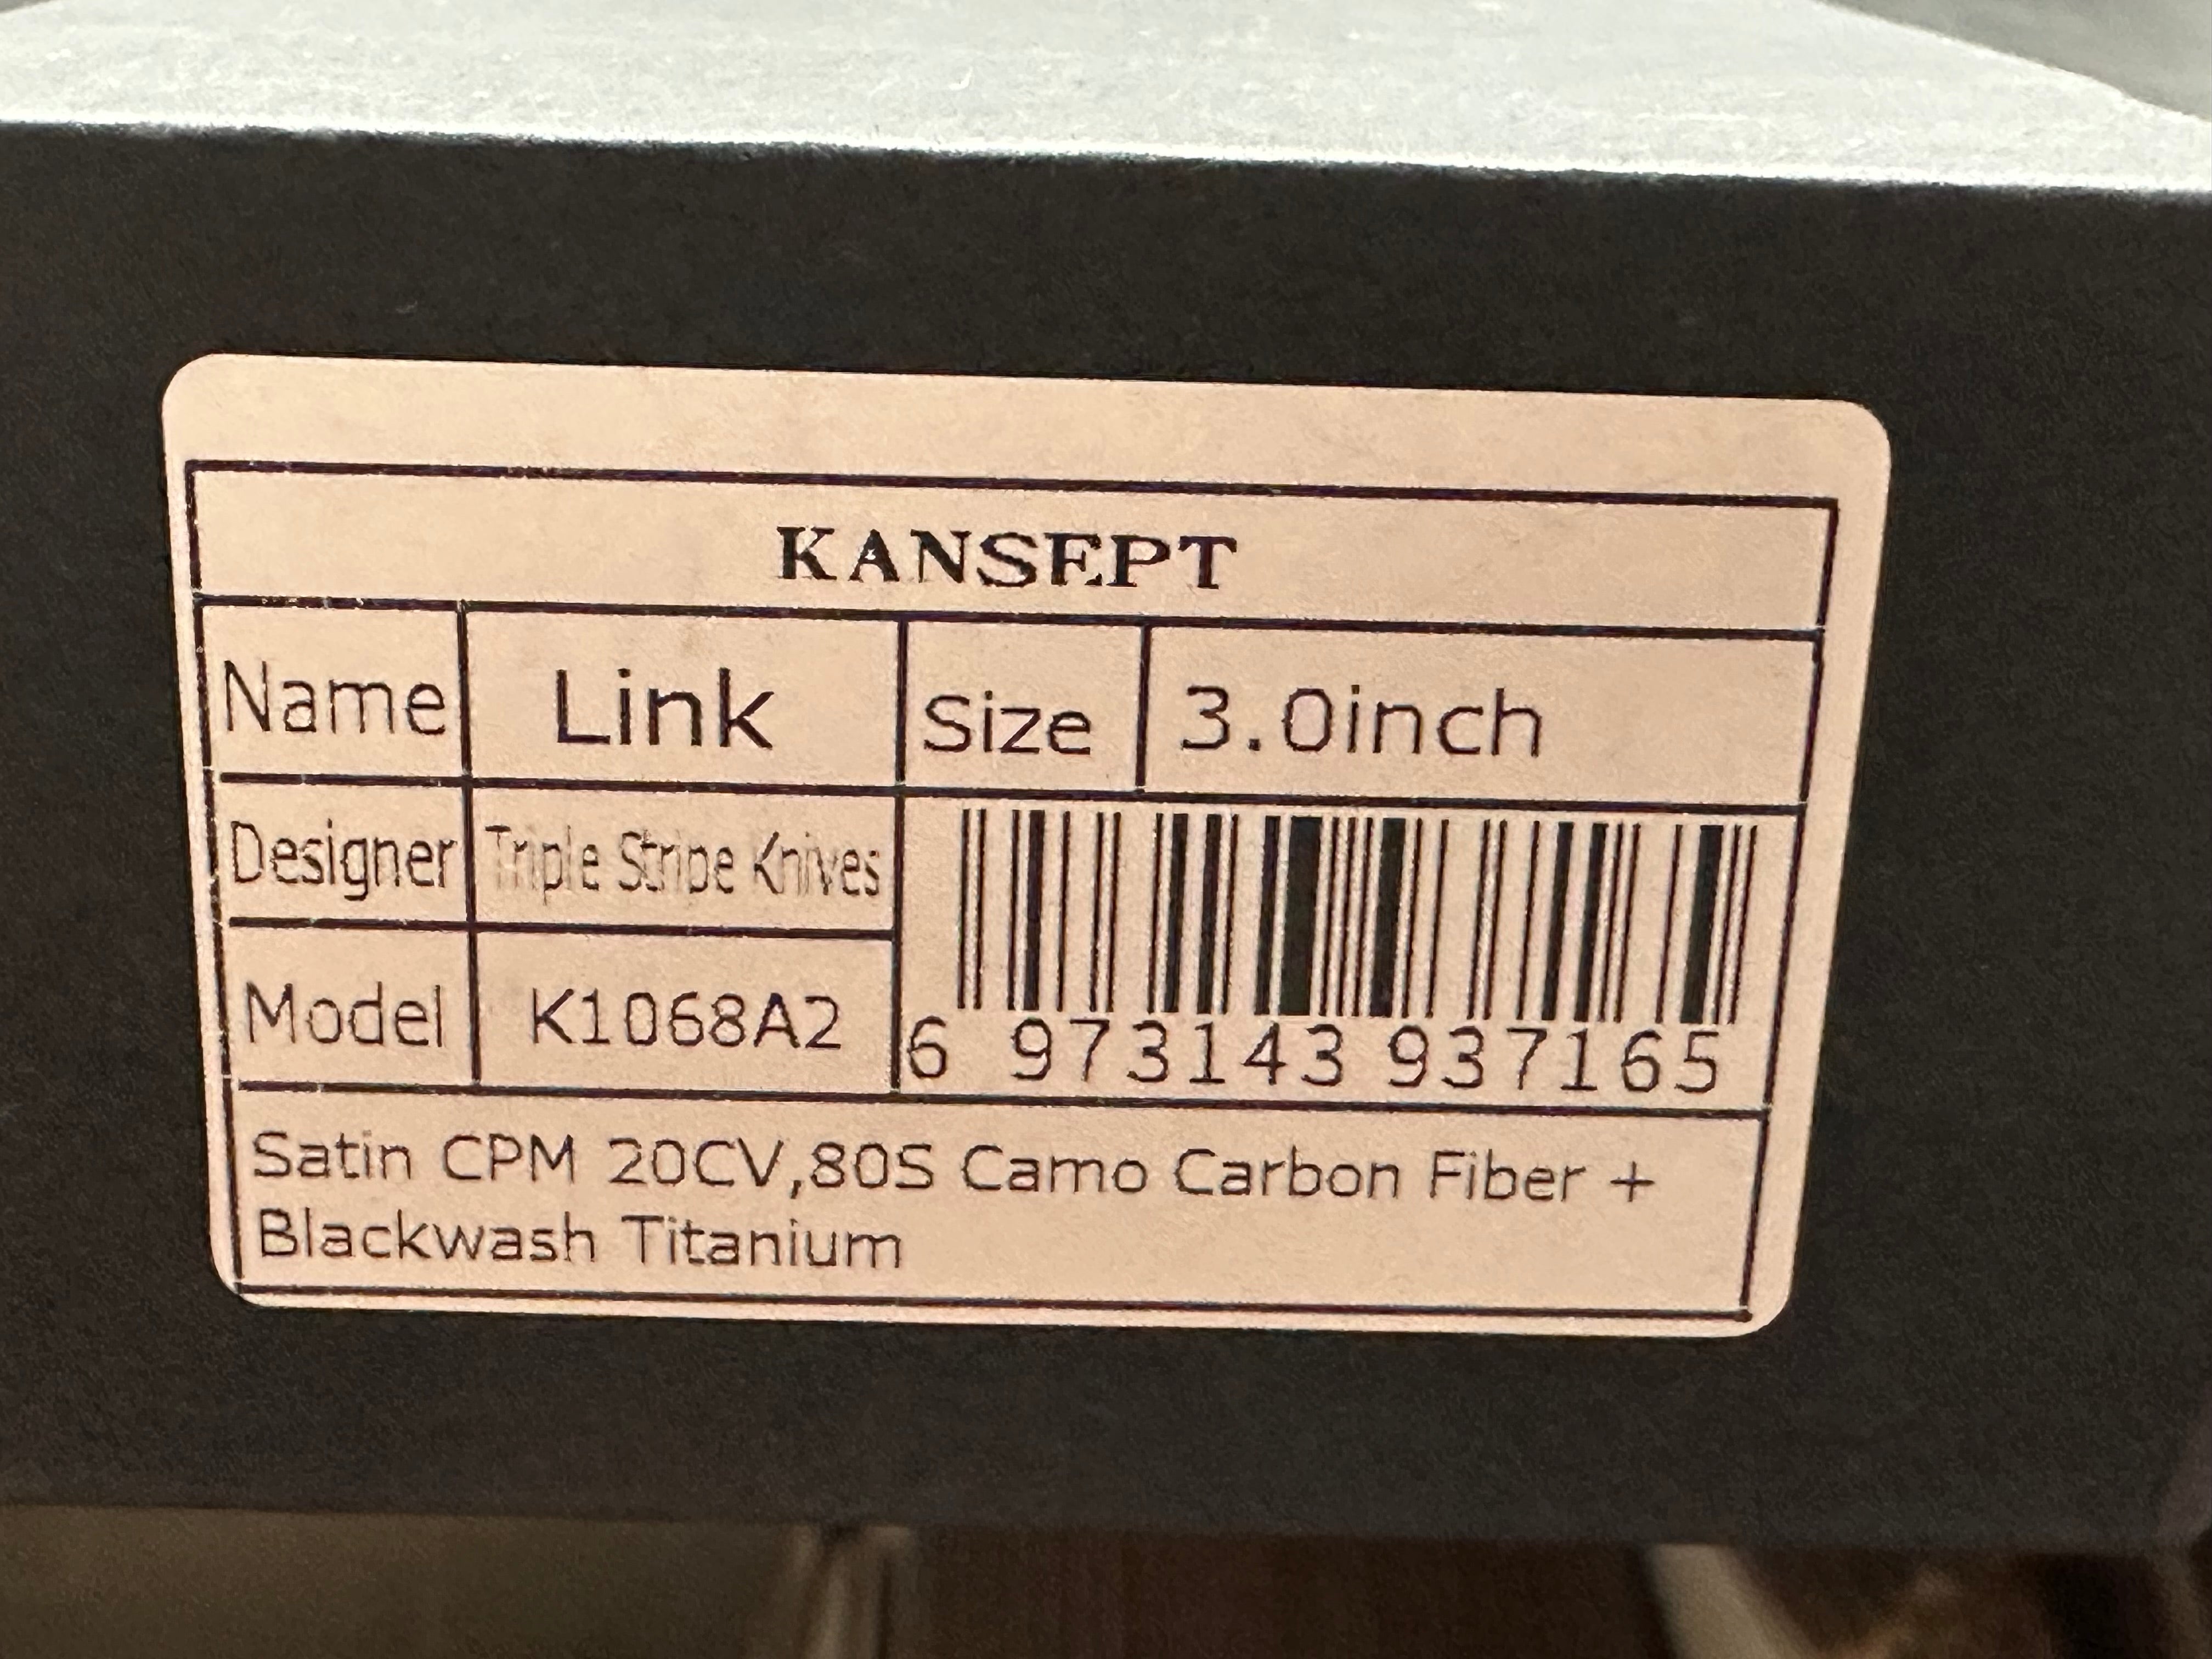 KANSEPT
Name Link Size 3.0inch
Designer Triple Stripe Knives
Model K1068A2
6 973143 937165
Satin CPM 20CV,80S Camo Carbon Fiber +
Blackwash Titanium